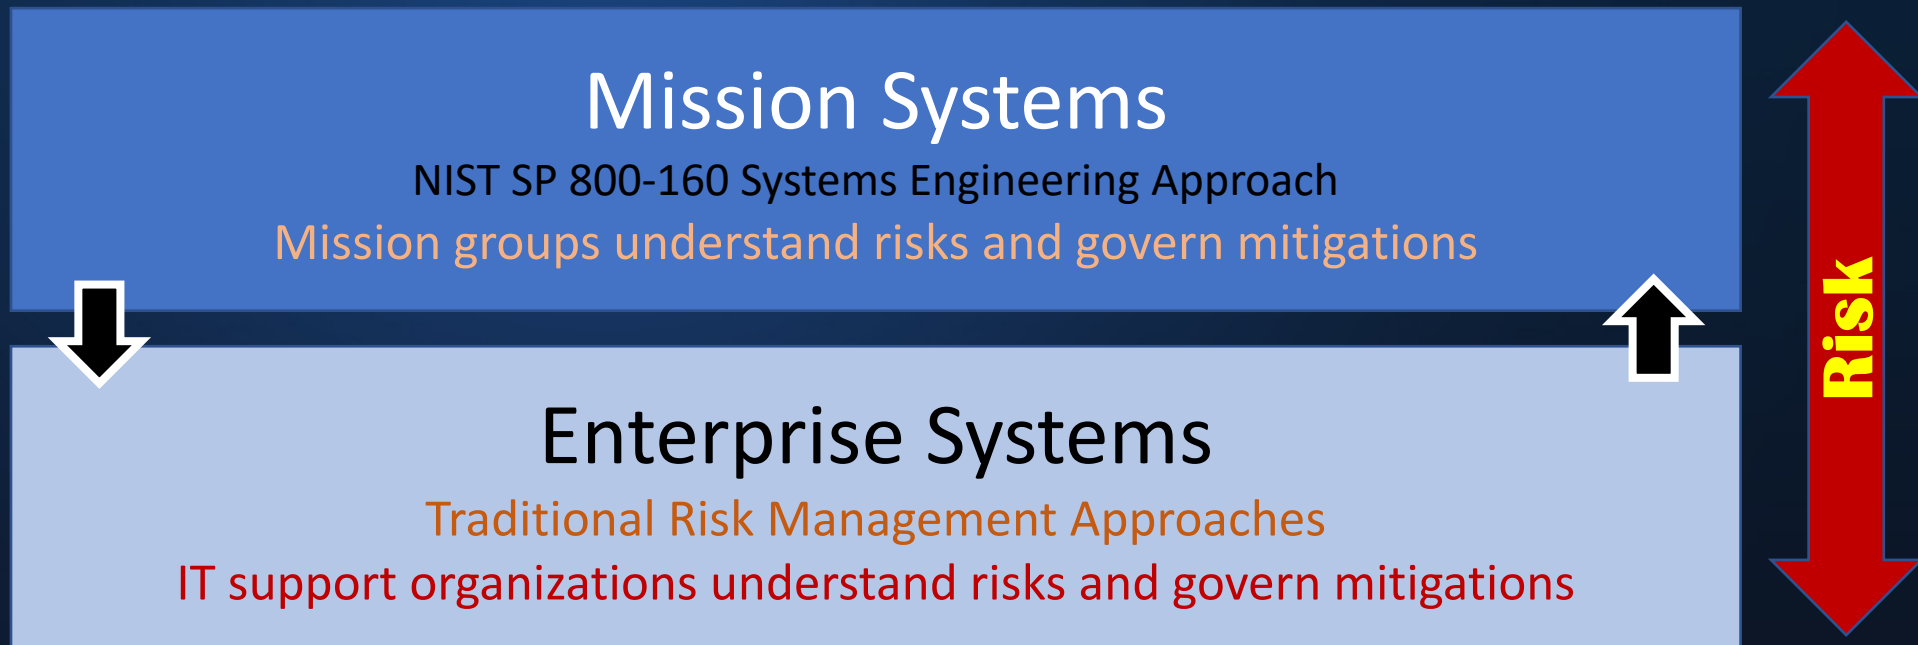 Mission Systems
NIST SP 800-160 Systems Engineering Approach
Mission groups understand risks and govern mitigations
Risk
Enterprise Systems
Traditional Risk Management Approaches
IT support organizations understand risks and govern mitigations